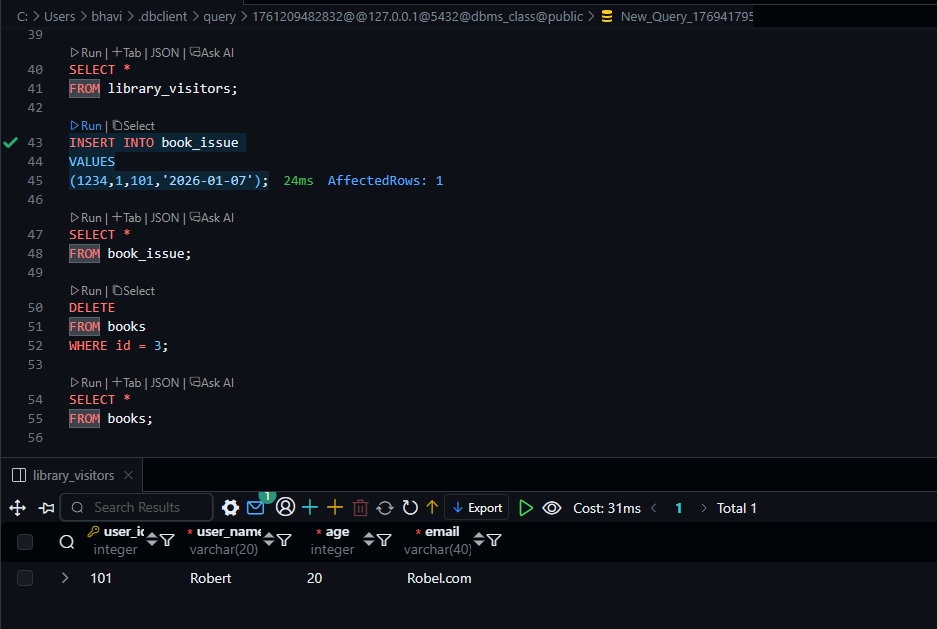 C: > Users > bhavi > .dbclient > query > 1761209482832@@127.0.0.1@5432@dbms_class@public > New_Query_176941795
39
Run | +Tab | JSON | Ask AI
40 SELECT *
41 FROM library_visitors;
42
Run | Select
43 INSERT INTO book_issue
44 VALUES
45 (1234,1,101,'2026-01-07'); 24ms AffectedRows: 1
46
Run | +Tab | JSON | Ask AI
47 SELECT *
48 FROM book_issue;
49
Run | Select
50 DELETE
51 FROM books
52 WHERE id = 3;
53
Run | +Tab | JSON | Ask AI
54 SELECT *
55 FROM books;
56
library_visitors
Search Results 1 Export Cost: 31ms < 1 > Total 1
user_id * user_name * age * email
integer varchar(20) integer varchar(40)
101 Robert 20 Robel.com